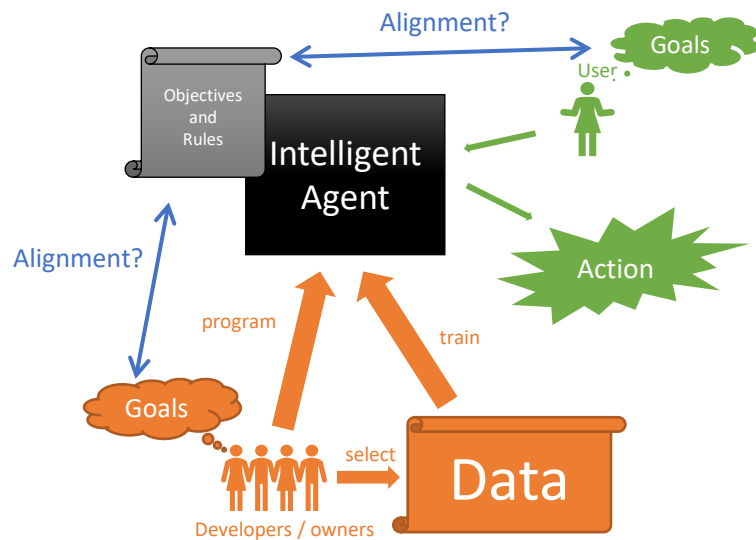 Alignment?
Goals
User
Objectives
and
Rules
Intelligent
Agent
Alignment?
Action
program
train
Goals
select
Data
Developers / owners